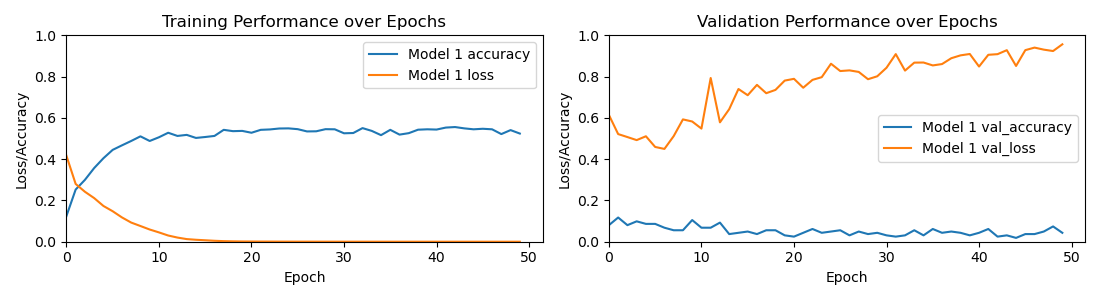 Training Performance over Epochs
Loss/Accuracy
1.0
0.8
0.6
0.4
0.2
0.0
Model 1 accuracy
Model 1 loss
0 10 20 30 40 50
Epoch
Validation Performance over Epochs
Loss/Accuracy
1.0
0.8
0.6
0.4
0.2
0.0
Model 1 val_accuracy
Model 1 val_loss
0 10 20 30 40 50
Epoch